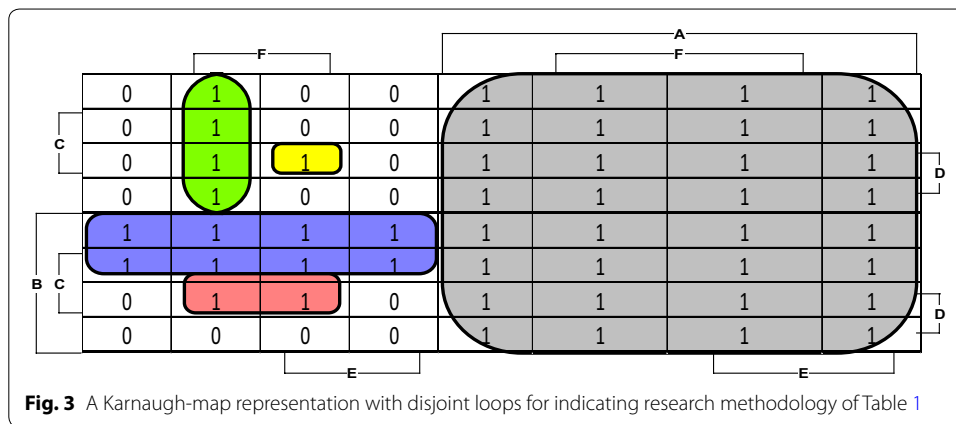 A
F F
0 1 0 0 1 1 1 1
0 1 0 0 1 1 1 1
C
0 1 1 0 1 1 1 1
D
0 1 0 0 1 1 1 1
1 1 1 1 1 1 1 1
1 1 1 1 1 1 1 1
B C
0 1 1 0 1 1 1 1
D
0 0 0 0 1 1 1 1
E E
Fig. 3 A Karnaugh-map representation with disjoint loops for indicating research methodology of Table 1